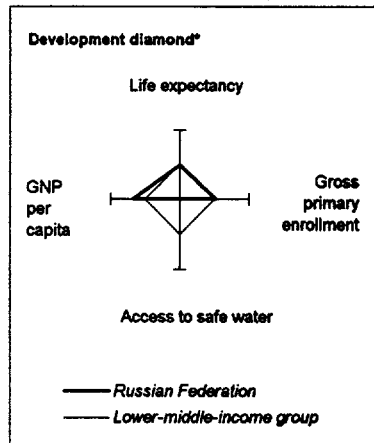 Development diamond*
Life expectancy
GNP
per
capita
Gross
primary
enrollment
Access to safe water
Russian Federation
Lower-middle-income group